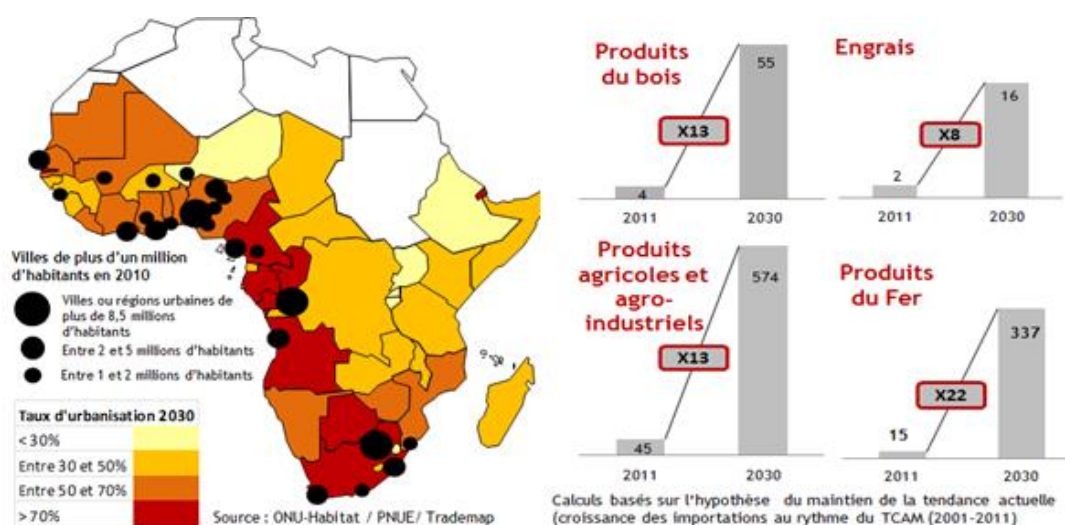 Villes de plus d'un million
d'habitants en 2010
Villes ou régions urbaines de
plus de 8,5 millions
d'habitants
Entre 2 et 5 millions d'habitants
Entre 1 et 2 millions d'habitants
Taux d'urbanisation 2030
<30%
Entre 30 et 50%
Entre 50 et 70%
>70%
Source : ONU-Habitat / PNUE/ Trademap
Produits
du bois
55
X13
4
2011
2030
Engrais
16
X8
2
2011
2030
Produits
agricoles et
agro-
industriels
574
X13
45
2011
2030
Produits
du Fer
337
X22
15
2011
2030
Calculs basés sur l'hypothèse du maintien de la tendance actuelle
(croissance des importations au rythme du TCAM (2001-2011)